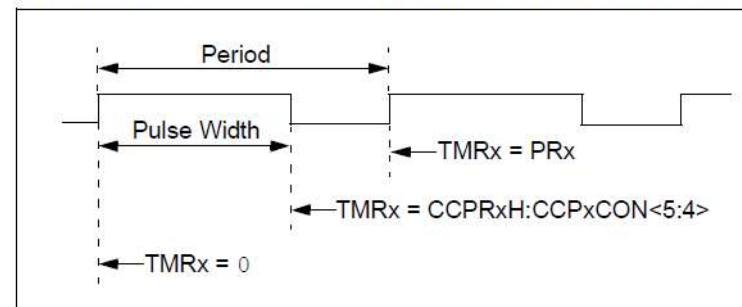 Period
Pulse Width
TMRx = PRx
TMRx = CCPRxH:CCPxCON<5:4>
TMRx = 0